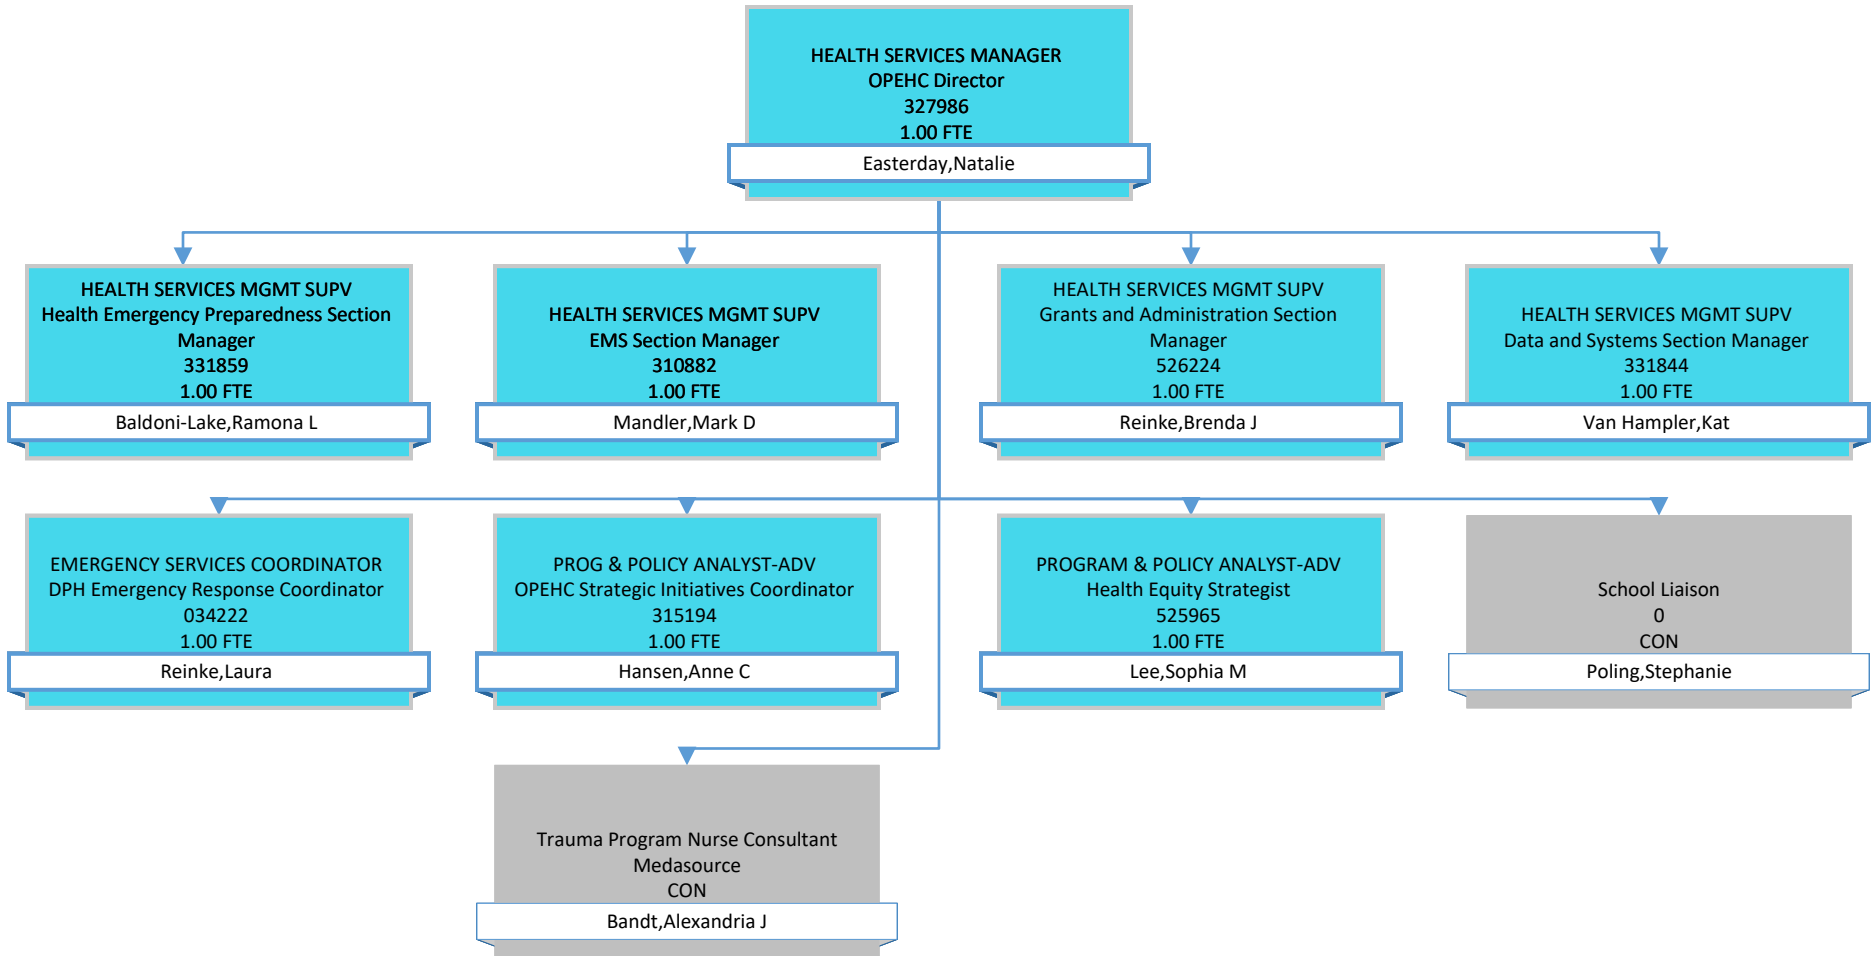 HEALTH SERVICES MANAGER
OPEHC Director
327986
1.00 FTE
Easterday,Natalie
HEALTH SERVICES MGMT SUPV
Health Emergency Preparedness Section
Manager
331859
1.00 FTE
Baldoni-Lake,Ramona L
HEALTH SERVICES MGMT SUPV
EMS Section Manager
310882
1.00 FTE
Mandler,Mark D
HEALTH SERVICES MGMT SUPV
Grants and Administration Section
Manager
526224
1.00 FTE
Reinke,Brenda J
HEALTH SERVICES MGMT SUPV
Data and Systems Section Manager
331844
1.00 FTE
Van Hampler,Kat
EMERGENCY SERVICES COORDINATOR
DPH Emergency Response Coordinator
034222
1.00 FTE
Reinke,Laura
PROG & POLICY ANALYST-ADV
OPEHC Strategic Initiatives Coordinator
315194
1.00 FTE
Hansen,Anne C
PROGRAM & POLICY ANALYST-ADV
Health Equity Strategist
525965
1.00 FTE
Lee,Sophia M
School Liaison
0
CON
Poling,Stephanie
Trauma Program Nurse Consultant
Medasource
CON
Bandt,Alexandria J